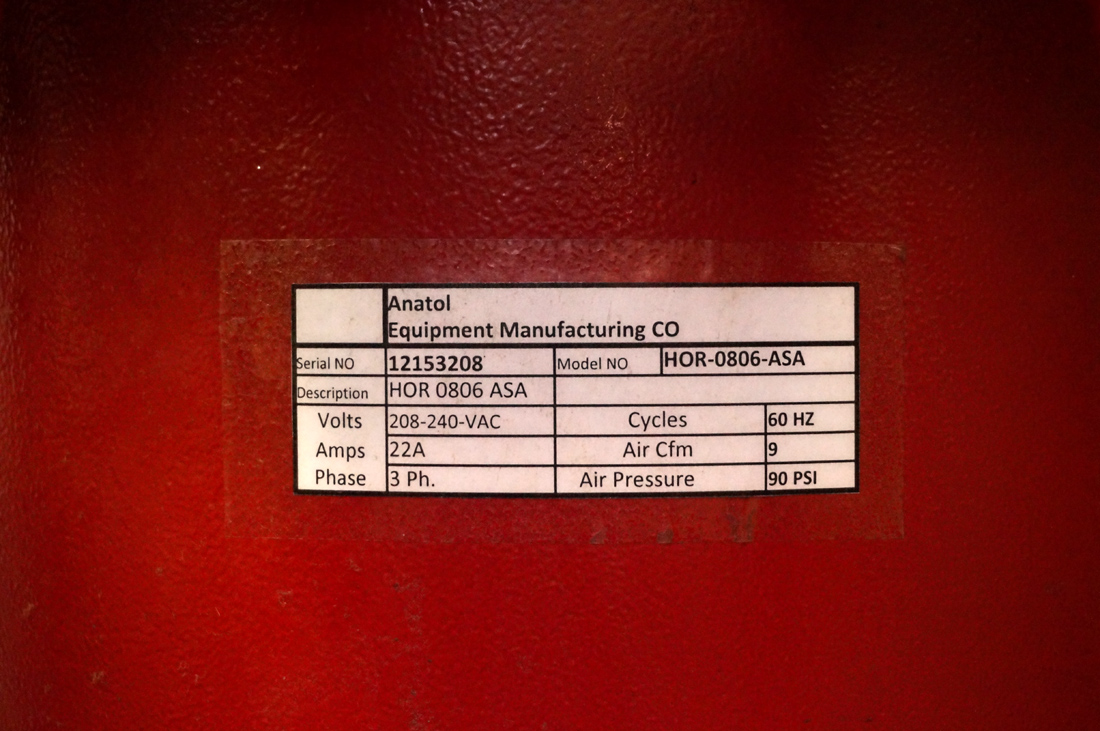 Anatol
Equipment Manufacturing CO
Serial NO 12153208 Model NO HOR-0806-ASA
Description HOR 0806 ASA
Volts 208-240-VAC Cycles 60 HZ
Amps 22A Air Cfm 9
Phase 3 Ph. Air Pressure 90 PSI